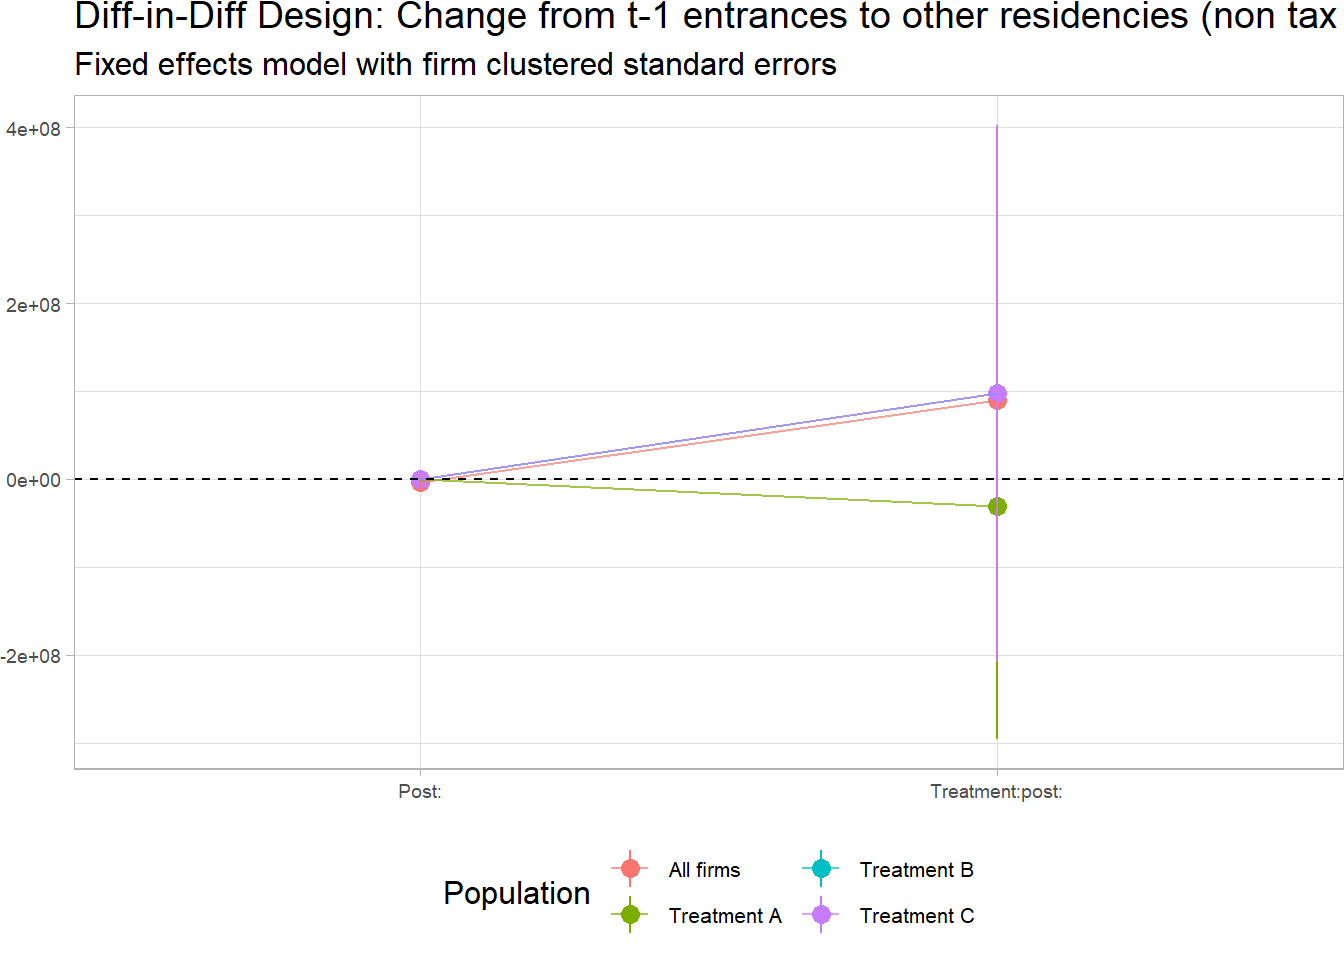 Diff-in-Diff Design: Change from t-1 entrances to other residencies (non tax
Fixed effects model with firm clustered standard errors
4e+08
2e+08
0e+00
-2e+08
Post:
Treatment:post:
Population
All firms
Treatment B
Treatment A
Treatment C